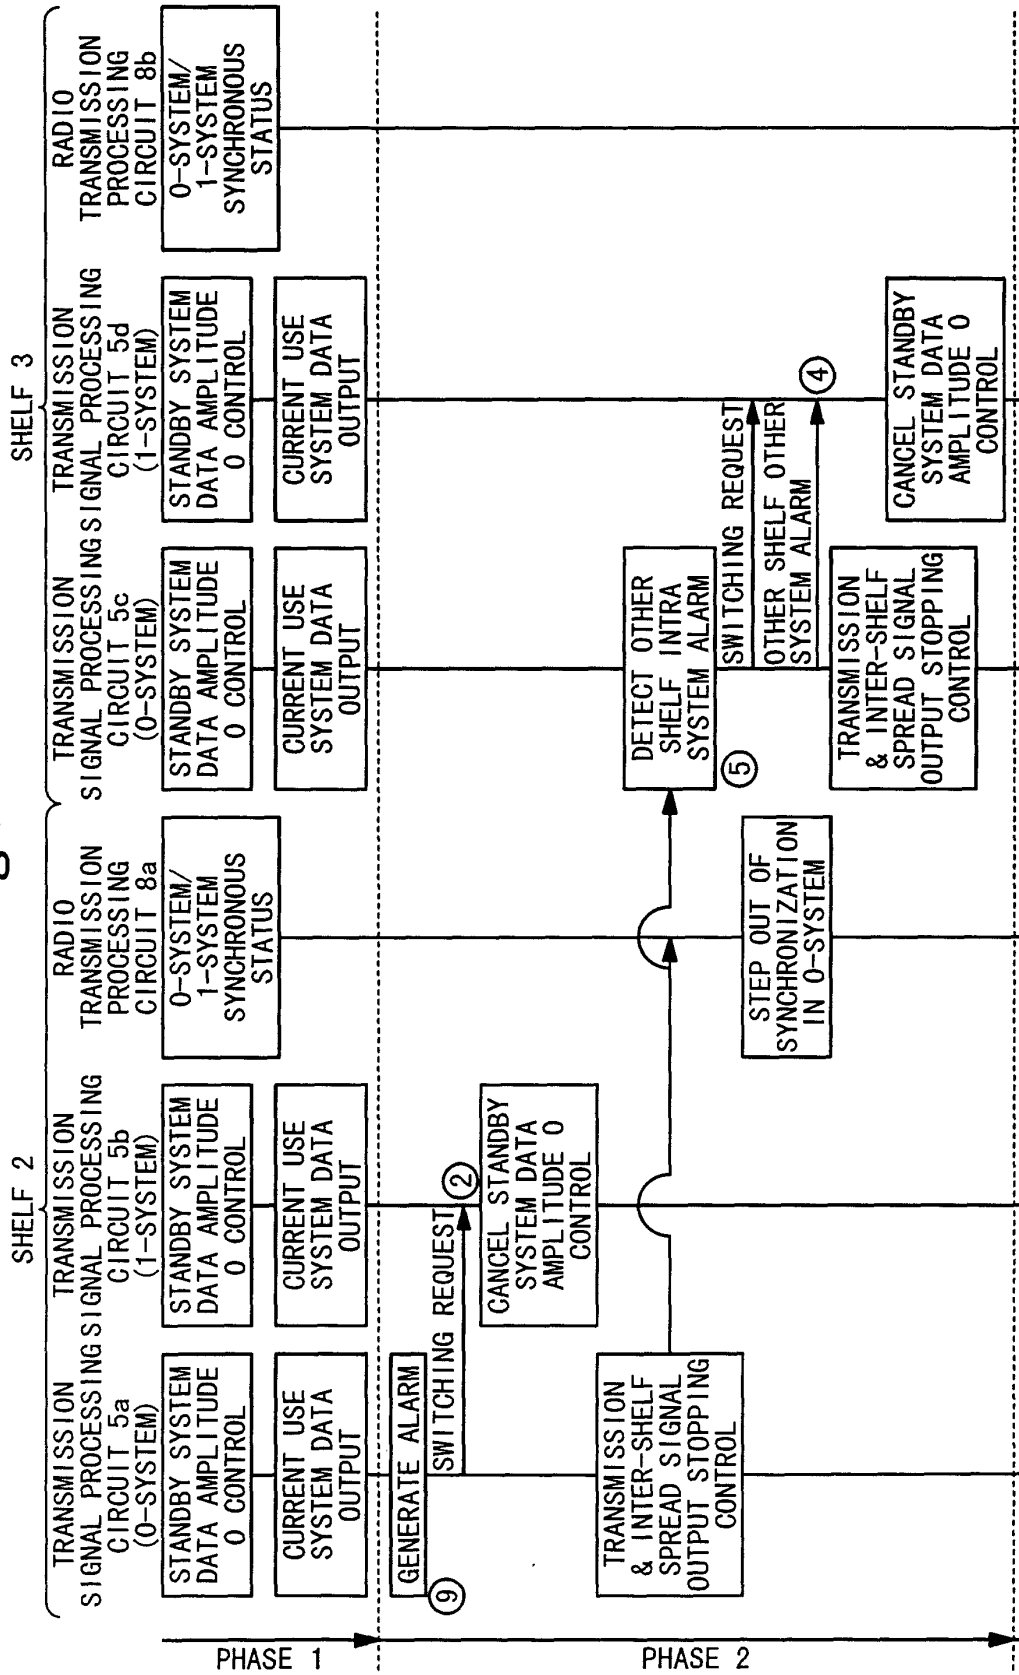 SHELF 2
SHELF 3
TRANSMISSION
SIGNAL PROCESSING
CIRCUIT 5a
(0-SYSTEM)
TRANSMISSION
SIGNAL PROCESSING
CIRCUIT 5b
(1-SYSTEM)
RADIO
TRANSMISSION
PROCESSING
CIRCUIT 8a
TRANSMISSION
SIGNAL PROCESSING
CIRCUIT 5c
(0-SYSTEM)
TRANSMISSION
SIGNAL PROCESSING
CIRCUIT 5d
(1-SYSTEM)
RADIO
TRANSMISSION
PROCESSING
CIRCUIT 8b
STANDBY SYSTEM
DATA AMPLITUDE
0 CONTROL
STANDBY SYSTEM
DATA AMPLITUDE
0 CONTROL
0-SYSTEM/
1-SYSTEM
SYNCHRONOUS
STATUS
STANDBY SYSTEM
DATA AMPLITUDE
0 CONTROL
STANDBY SYSTEM
DATA AMPLITUDE
0 CONTROL
0-SYSTEM/
1-SYSTEM
SYNCHRONOUS
STATUS
CURRENT USE
SYSTEM DATA
OUTPUT
CURRENT USE
SYSTEM DATA
OUTPUT
CURRENT USE
SYSTEM DATA
OUTPUT
CURRENT USE
SYSTEM DATA
OUTPUT
PHASE 1
GENERATE ALARM
9
SWITCHING REQUEST
2
CANCEL STANDBY
SYSTEM DATA
AMPLITUDE 0
CONTROL
TRANSMISSION
& INTER-SHELF
SPREAD SIGNAL
OUTPUT STOPPING
CONTROL
DETECT OTHER
SHELF INTRA
SYSTEM ALARM
5
STEP OUT OF
SYNCHRONIZATION
IN 0-SYSTEM
SWITCHING REQUEST
OTHER SHELF OTHER
SYSTEM ALARM
4
TRANSMISSION
& INTER-SHELF
SPREAD SIGNAL
OUTPUT STOPPING
CONTROL
CANCEL STANDBY
SYSTEM DATA
AMPLITUDE 0
CONTROL
PHASE 2